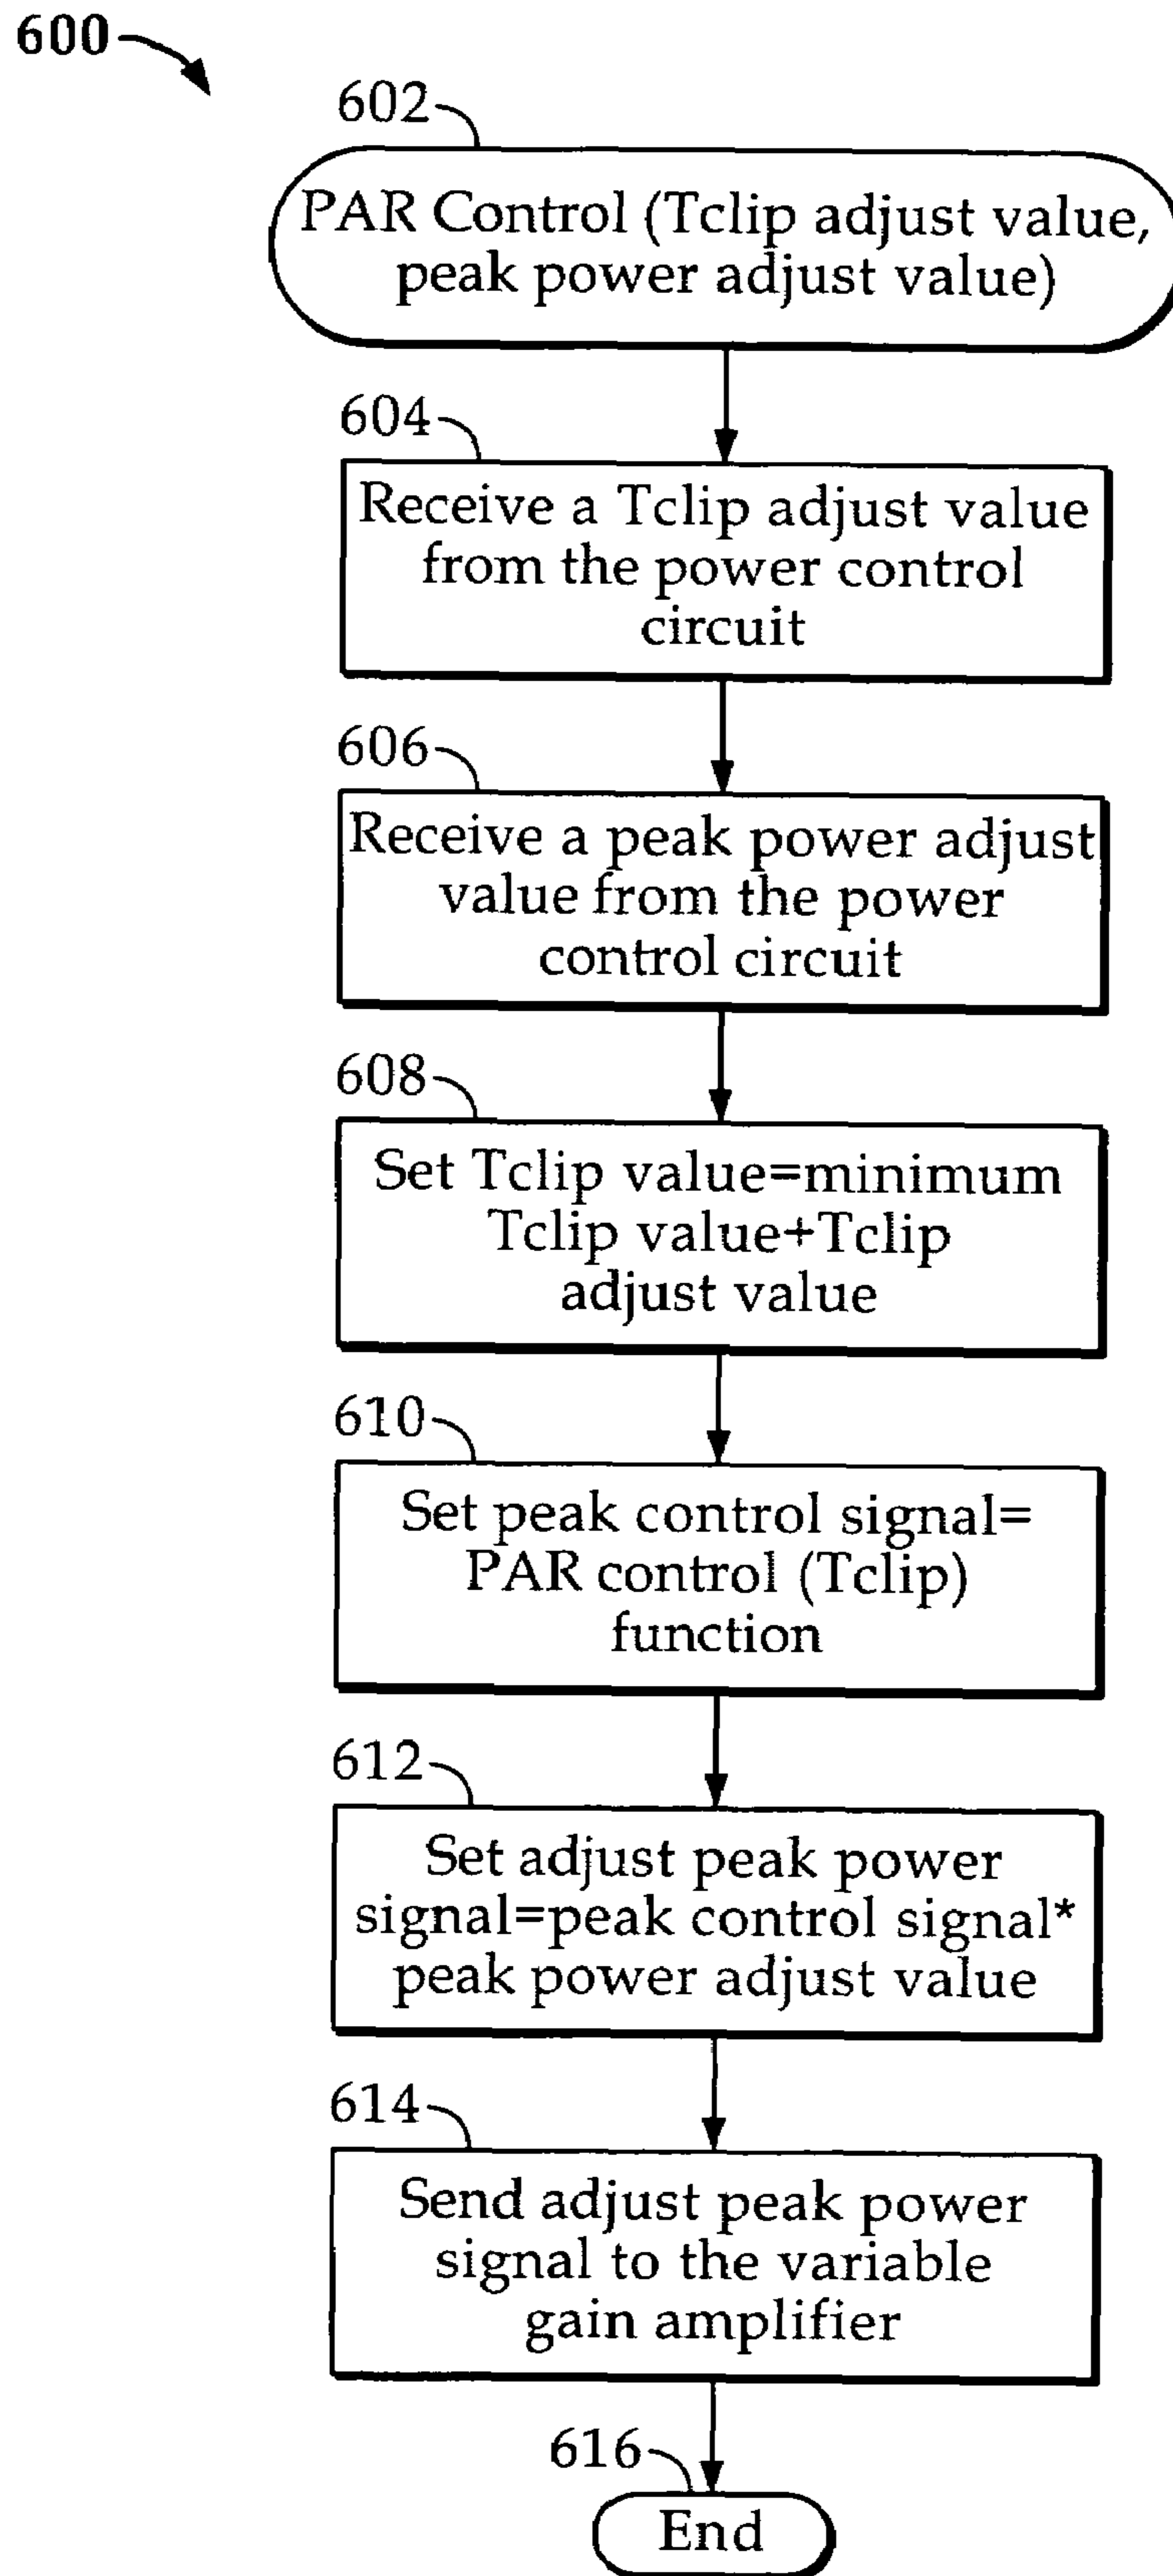 600
602
PAR Control (Tclip adjust value,
peak power adjust value)
604
Receive a Tclip adjust value
from the power control
circuit
606
Receive a peak power adjust
value from the power
control circuit
608
Set Tclip value=minimum
Tclip value+Tclip
adjust value
610
Set peak control signal=
PAR control (Tclip)
function
612
Set adjust peak power
signal=peak control signal*
peak power adjust value
614
Send adjust peak power
signal to the variable
gain amplifier
616
End